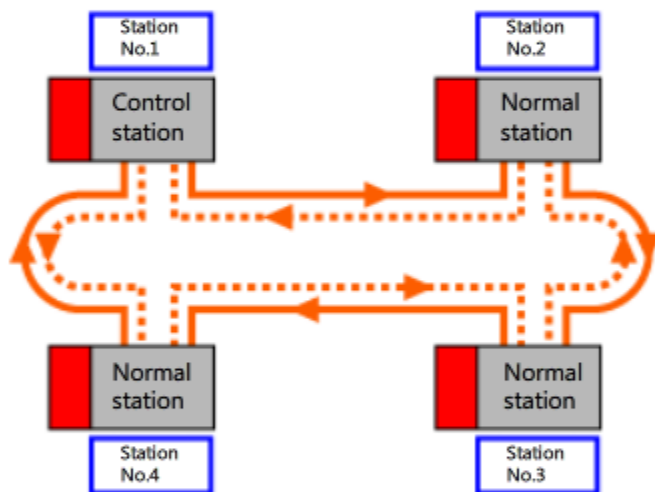 Station
No.1
Station
No.2
Control
station
Normal
station
Normal
station
Normal
station
Station
No.4
Station
No.3